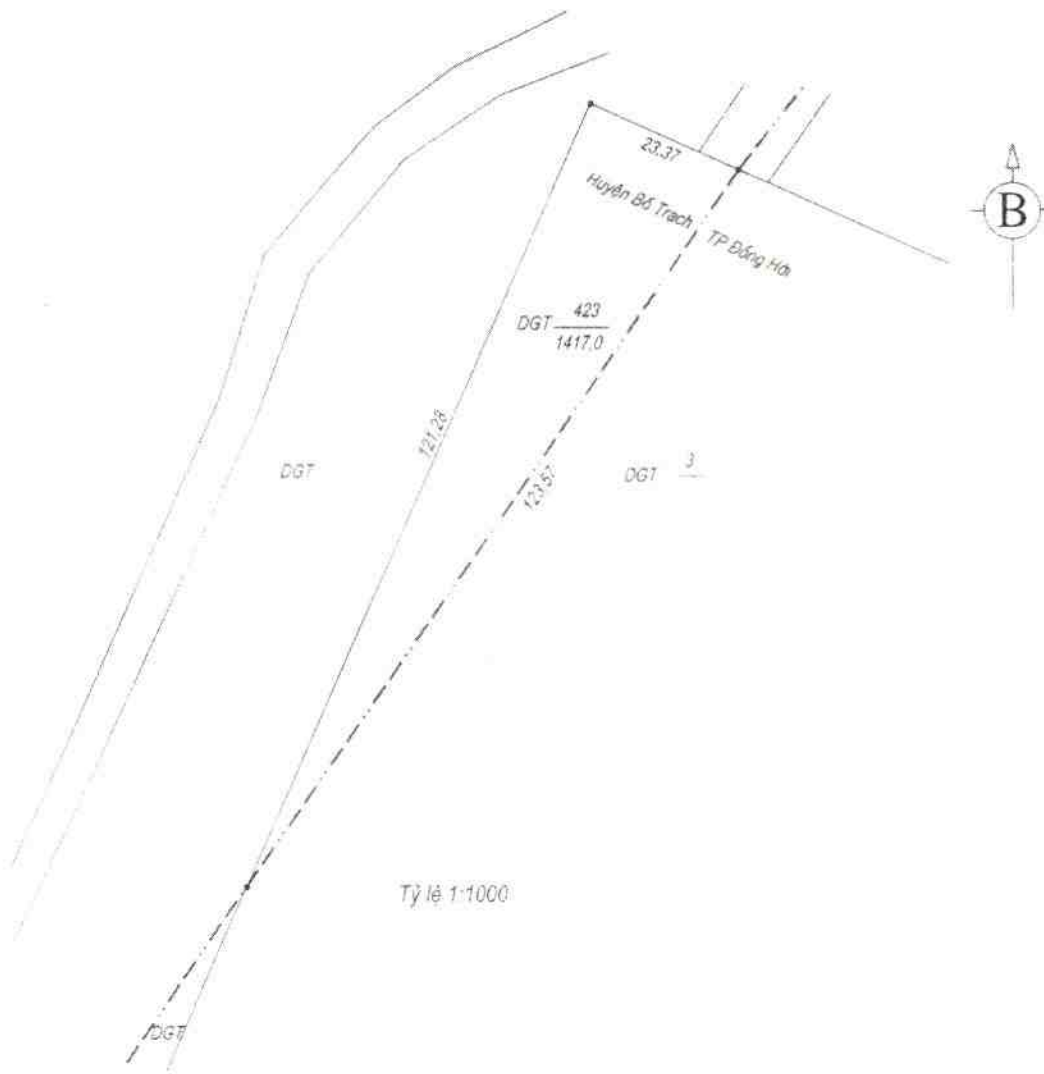 23,37
Huyện Bố Trạch
TP Đồng Hới
B
DGT 423
1417,0
121,28
123,57
DGT
DGT 3
Tỷ lệ 1:1000
DGT